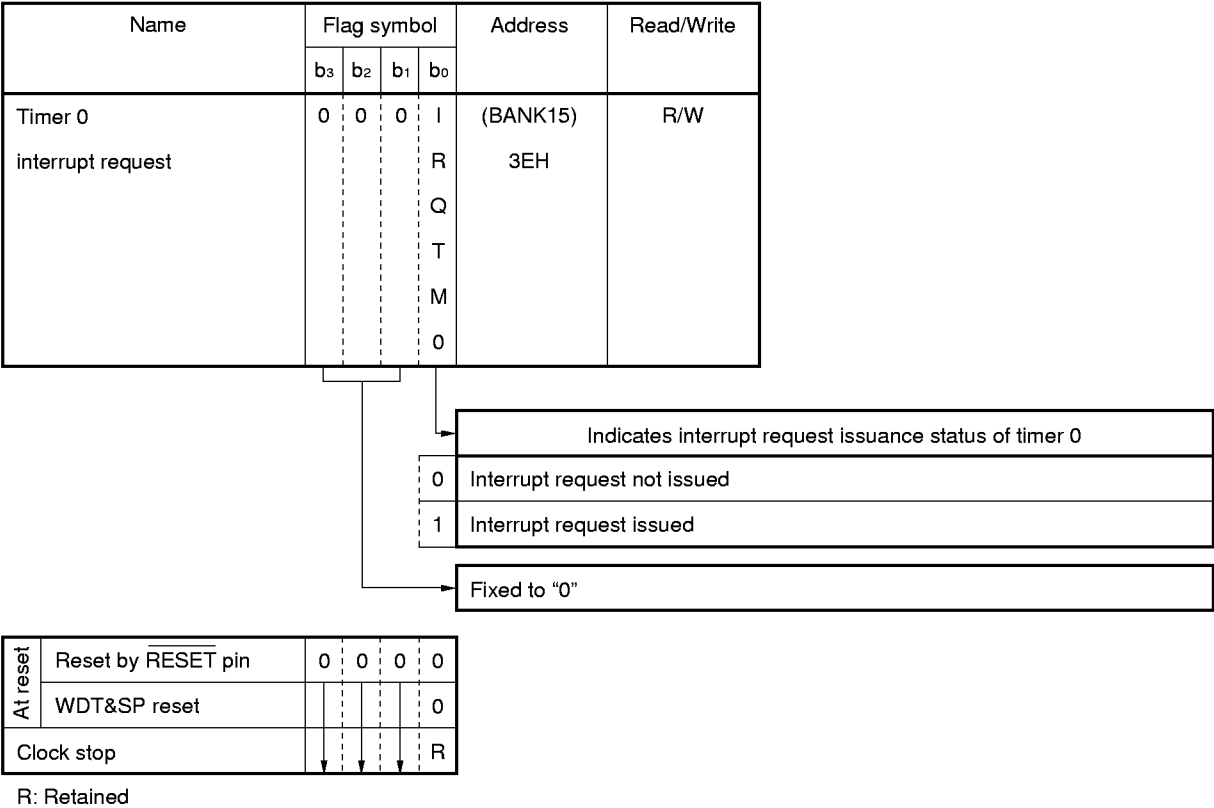 Name Flag symbol Address Read/Write
b3 b2 b1 b0
Timer 0 0 0 0 I (BANK15) R/W
interrupt request R 3EH
Q
T
M
0
Indicates interrupt request issuance status of timer 0
0 Interrupt request not issued
1 Interrupt request issued
Fixed to “0”
At reset
Reset by RESET pin 0 0 0 0
WDT&SP reset 0
Clock stop R
R: Retained